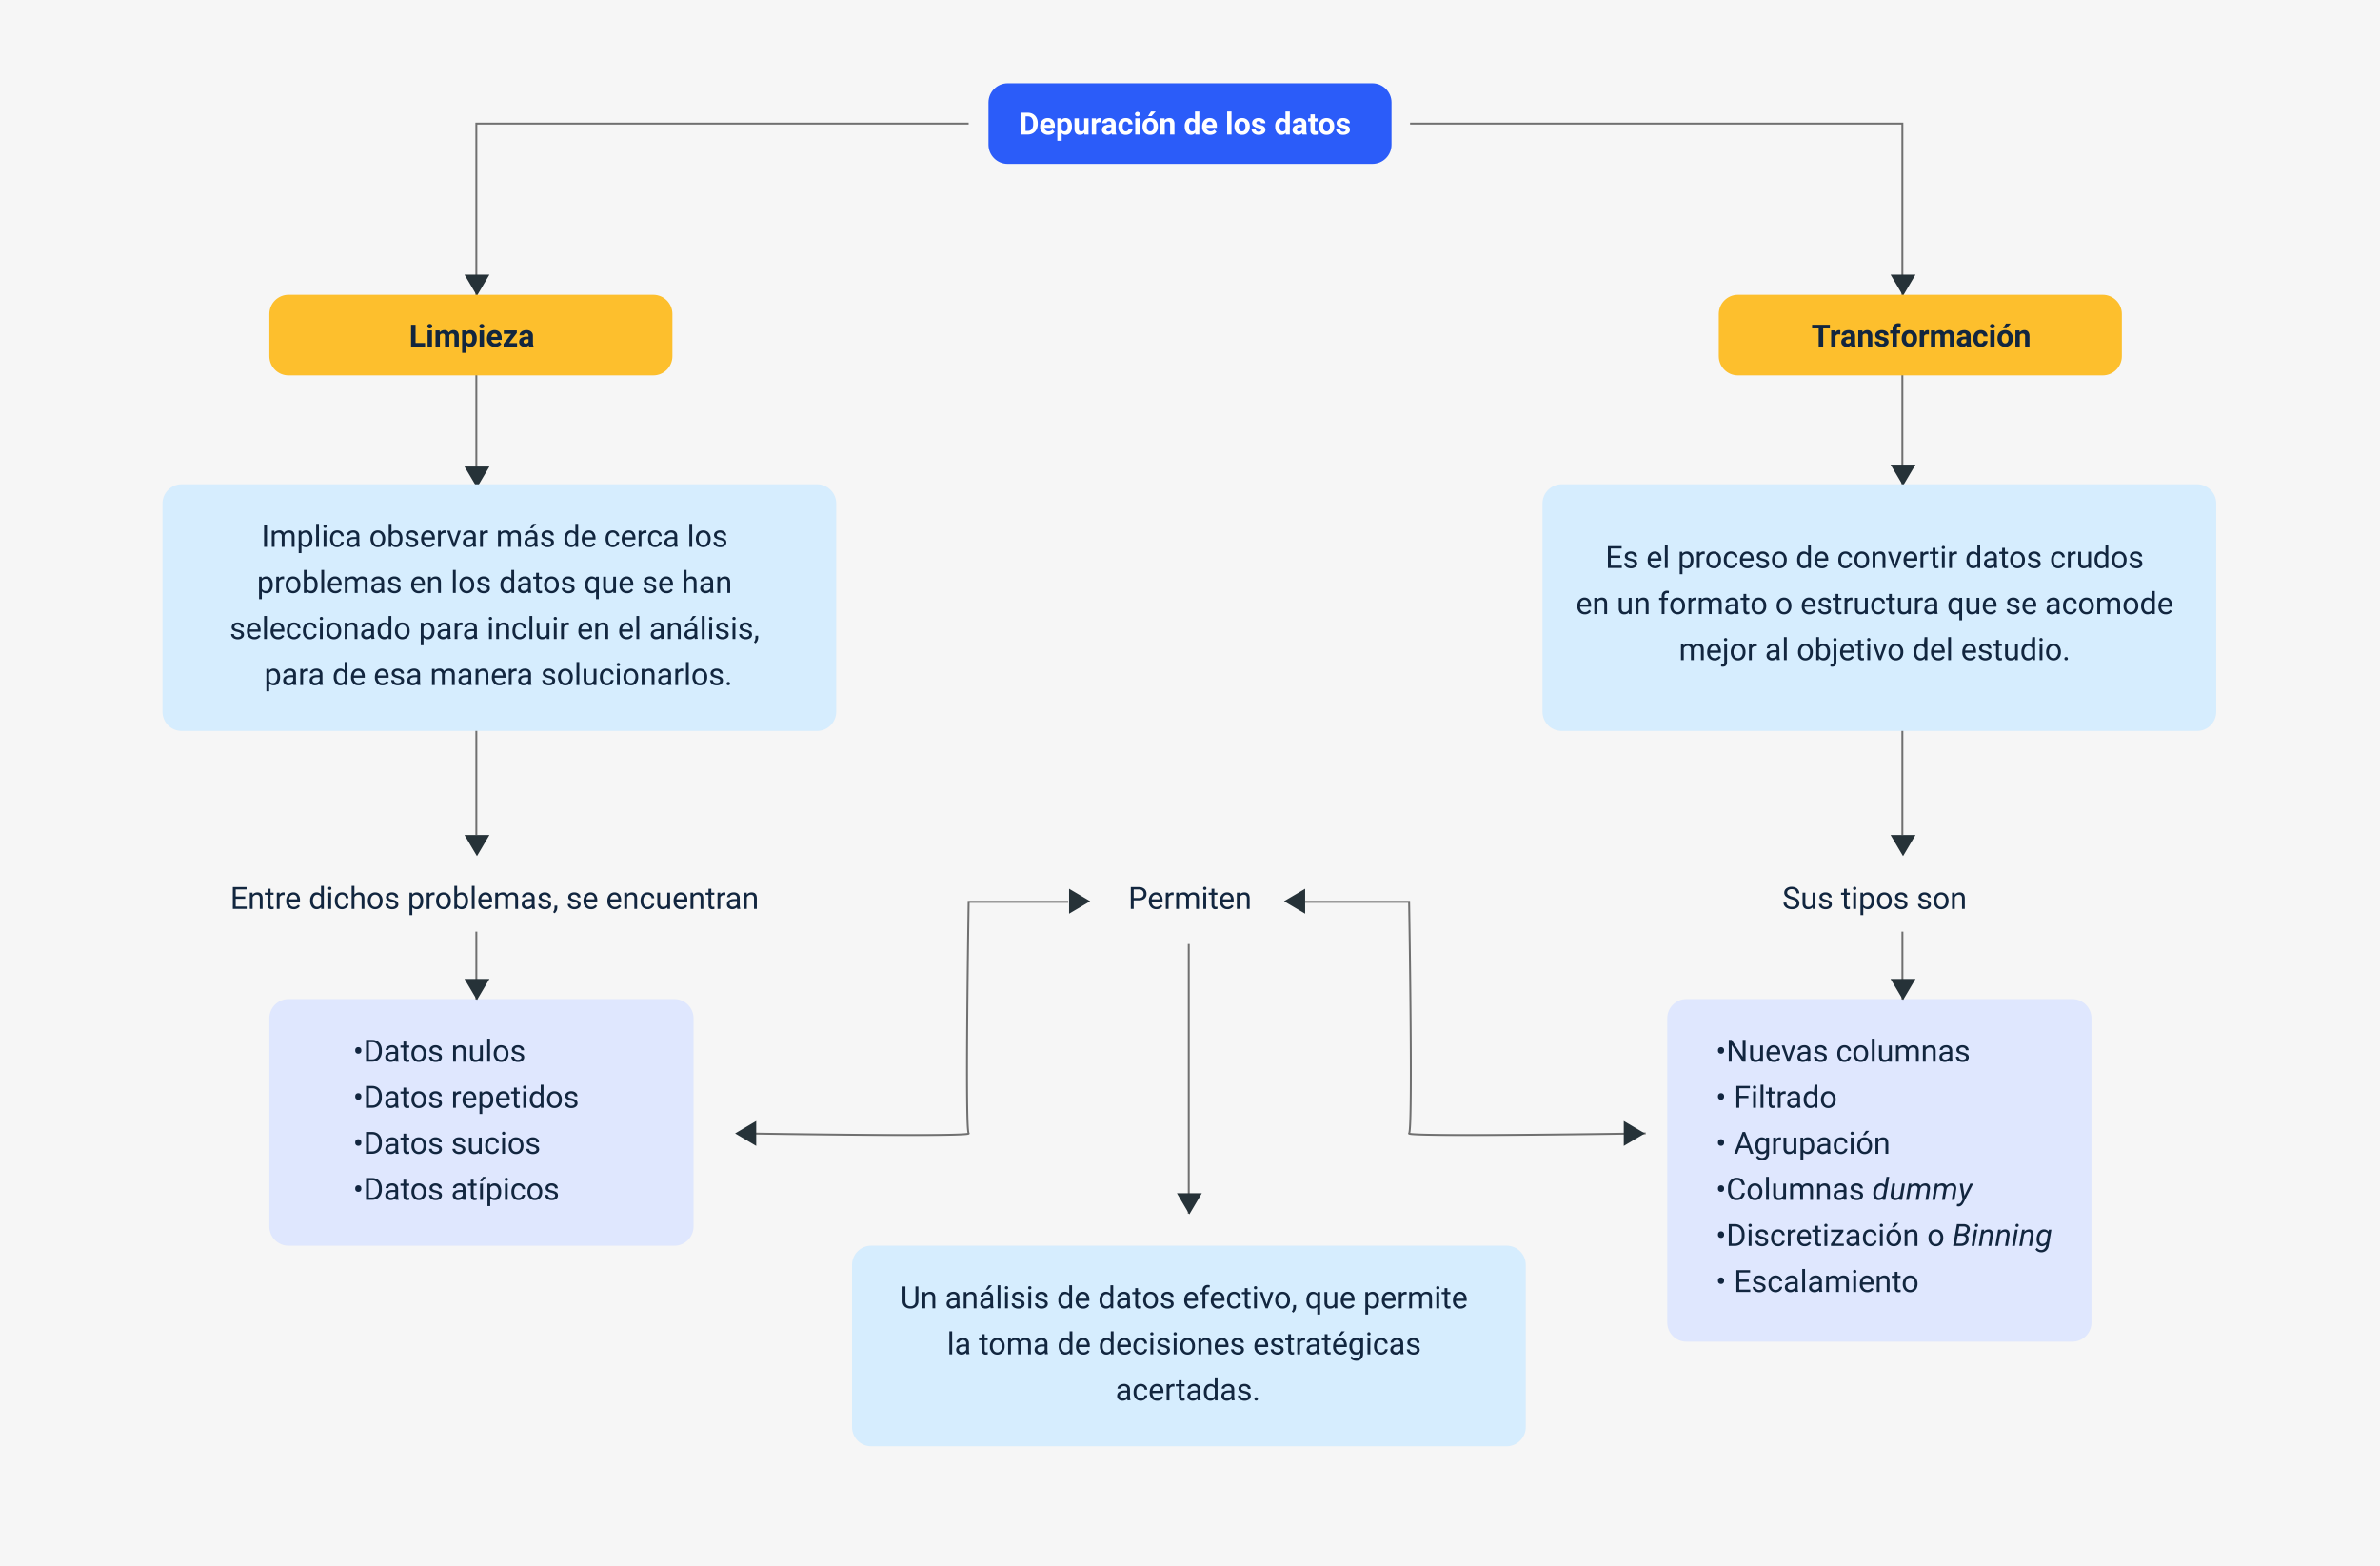 Depuración de los datos
Limpieza
Transformación
Implica observar más de cerca los
problemas en los datos que se han
seleccionado para incluir en el análisis,
para de esa manera solucionarlos.
Es el proceso de convertir datos crudos
en un formato o estructura que se acomode
mejor al objetivo del estudio.
Entre dichos problemas, se encuentran
Permiten
Sus tipos son
•Datos nulos
•Datos repetidos
•Datos sucios
•Datos atípicos
•Nuevas columnas
• Filtrado
• Agrupación
•Columnas dummy
•Discretización o Binning
• Escalamiento
Un análisis de datos efectivo, que permite
la toma de decisiones estratégicas
acertadas.